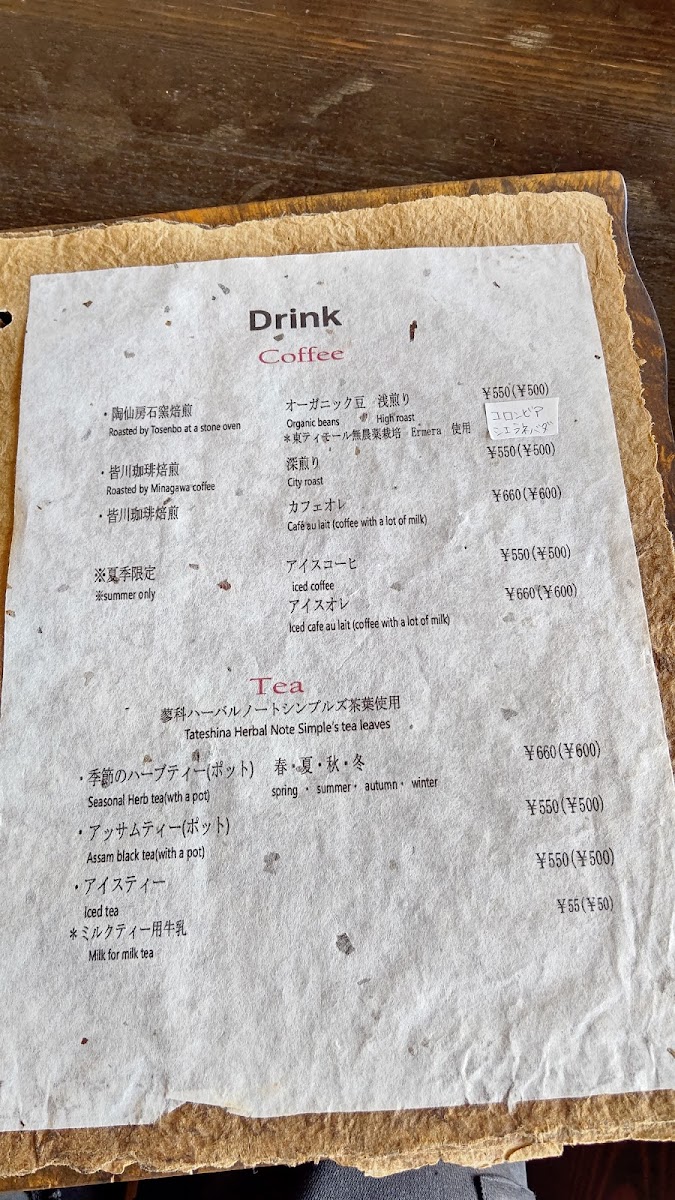 Drink
Coffee
・陶仙房石窯焙煎 オーガニック豆 浅煎り ¥550(¥500)
Roasted by Tosenbo at a stone oven Organic beans High roast
＊東ティモール無農薬栽培 Ermera 使用
コロンビア
シエラネバダ
・皆川珈琲焙煎 深煎り ¥550(¥500)
Roasted by Minagawa coffee City roast
・皆川珈琲焙煎 カフェオレ ¥660(¥600)
Café au lait (coffee with a lot of milk)
※夏季限定 アイスコーヒ ¥550(¥500)
※summer only iced coffee
アイスオレ ¥660(¥600)
Iced cafe au lait (coffee with a lot of milk)
Tea
蓼科ハーバルノートシンプルズ茶葉使用
Tateshina Herbal Note Simple's tea leaves
・季節のハーブティー(ポット) 春・夏・秋・冬 ¥660(¥600)
Seasonal Herb tea(wth a pot) spring ・ summer・ autumn・ winter
・アッサムティー(ポット) ¥550(¥500)
Assam black tea(with a pot)
・アイスティー ¥550(¥500)
iced tea
＊ミルクティー用牛乳 ¥55(¥50)
Milk for milk tea